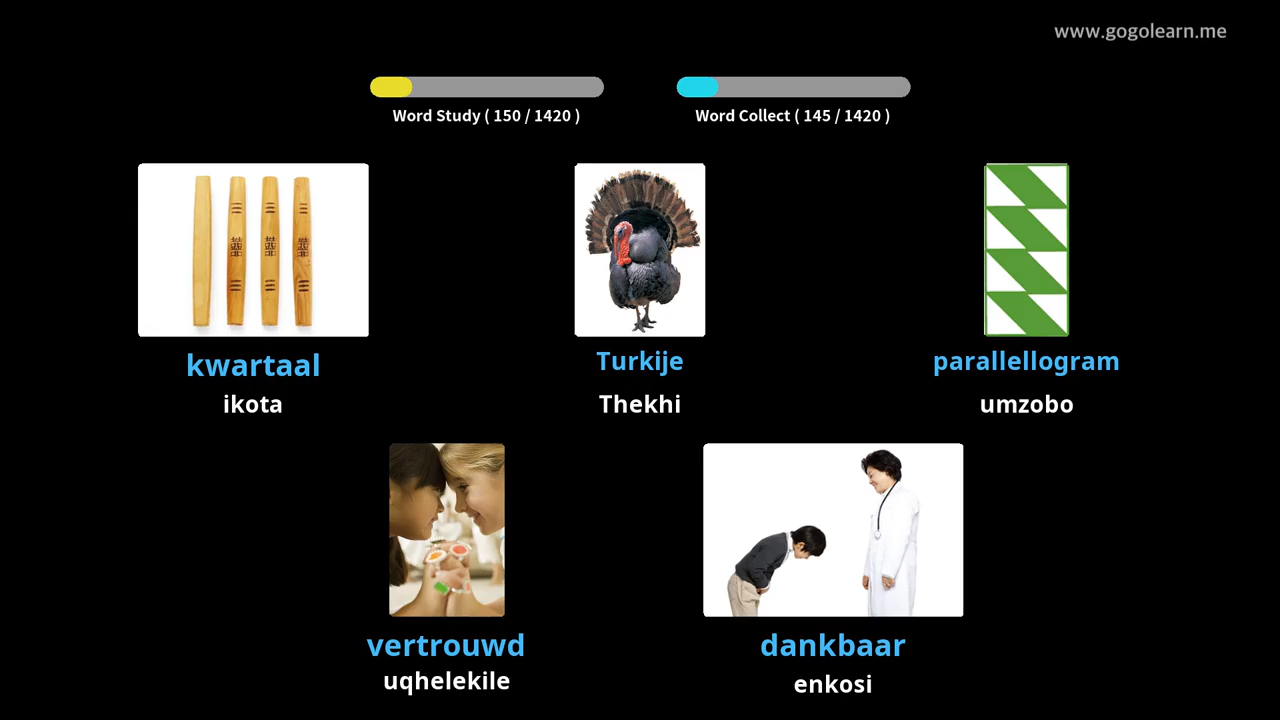 www.gogolearn.me
Word Study ( 150 / 1420 )
Word Collect ( 145 / 1420 )
kwartaal
ikota
Turkije
Thekhi
parallellogram
umzobo
vertrouwd
uqhelekile
dankbaar
enkosi